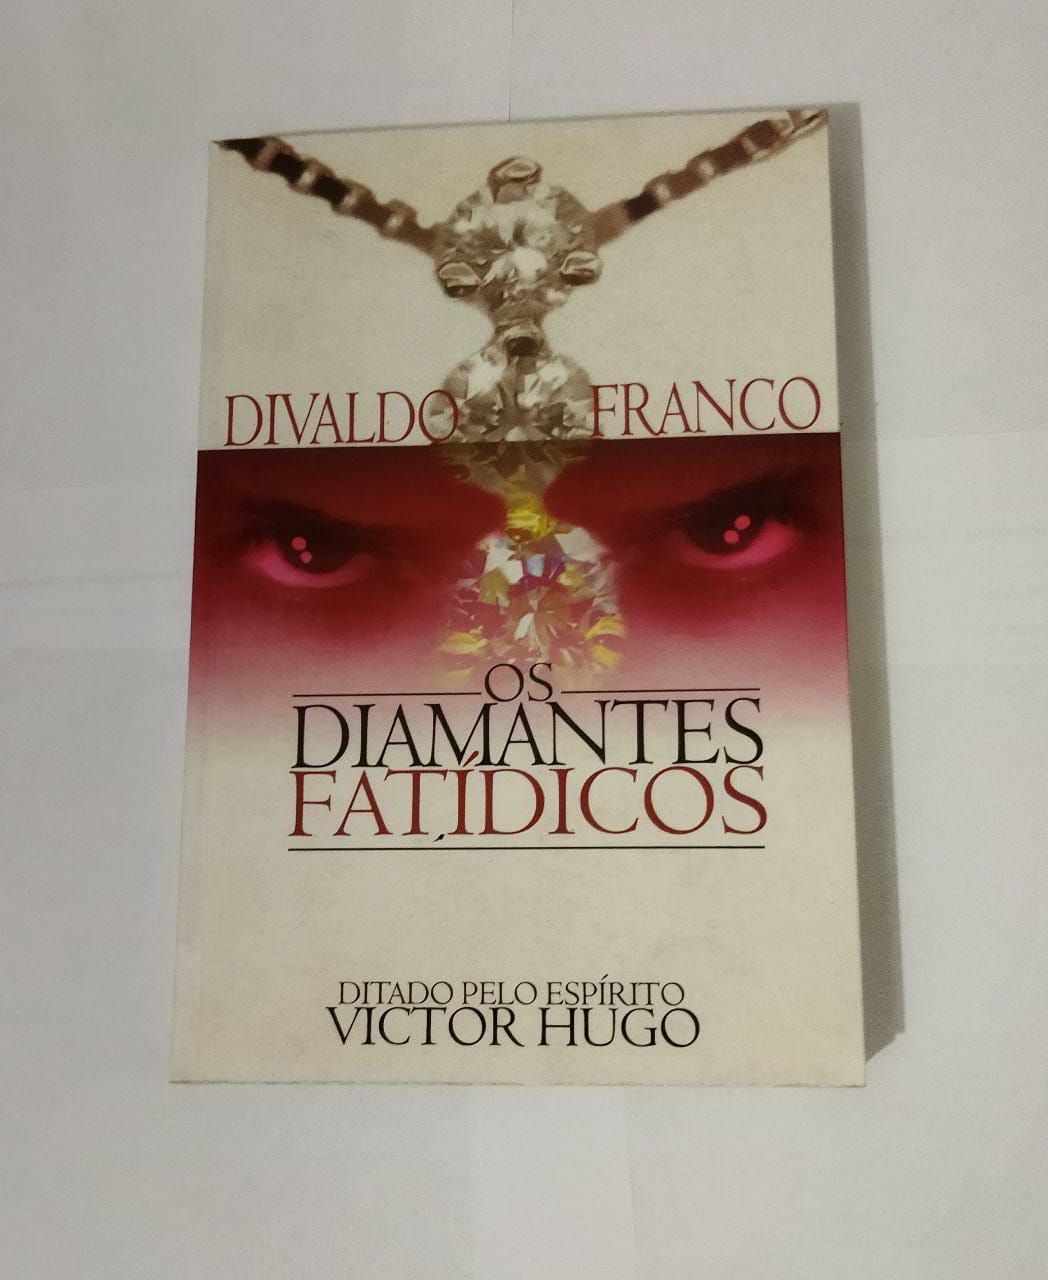 DIVALDO FRANCO
OS
DIAMANTES
FATÍDICOS
DITADO PELO ESPÍRITO
VICTOR HUGO